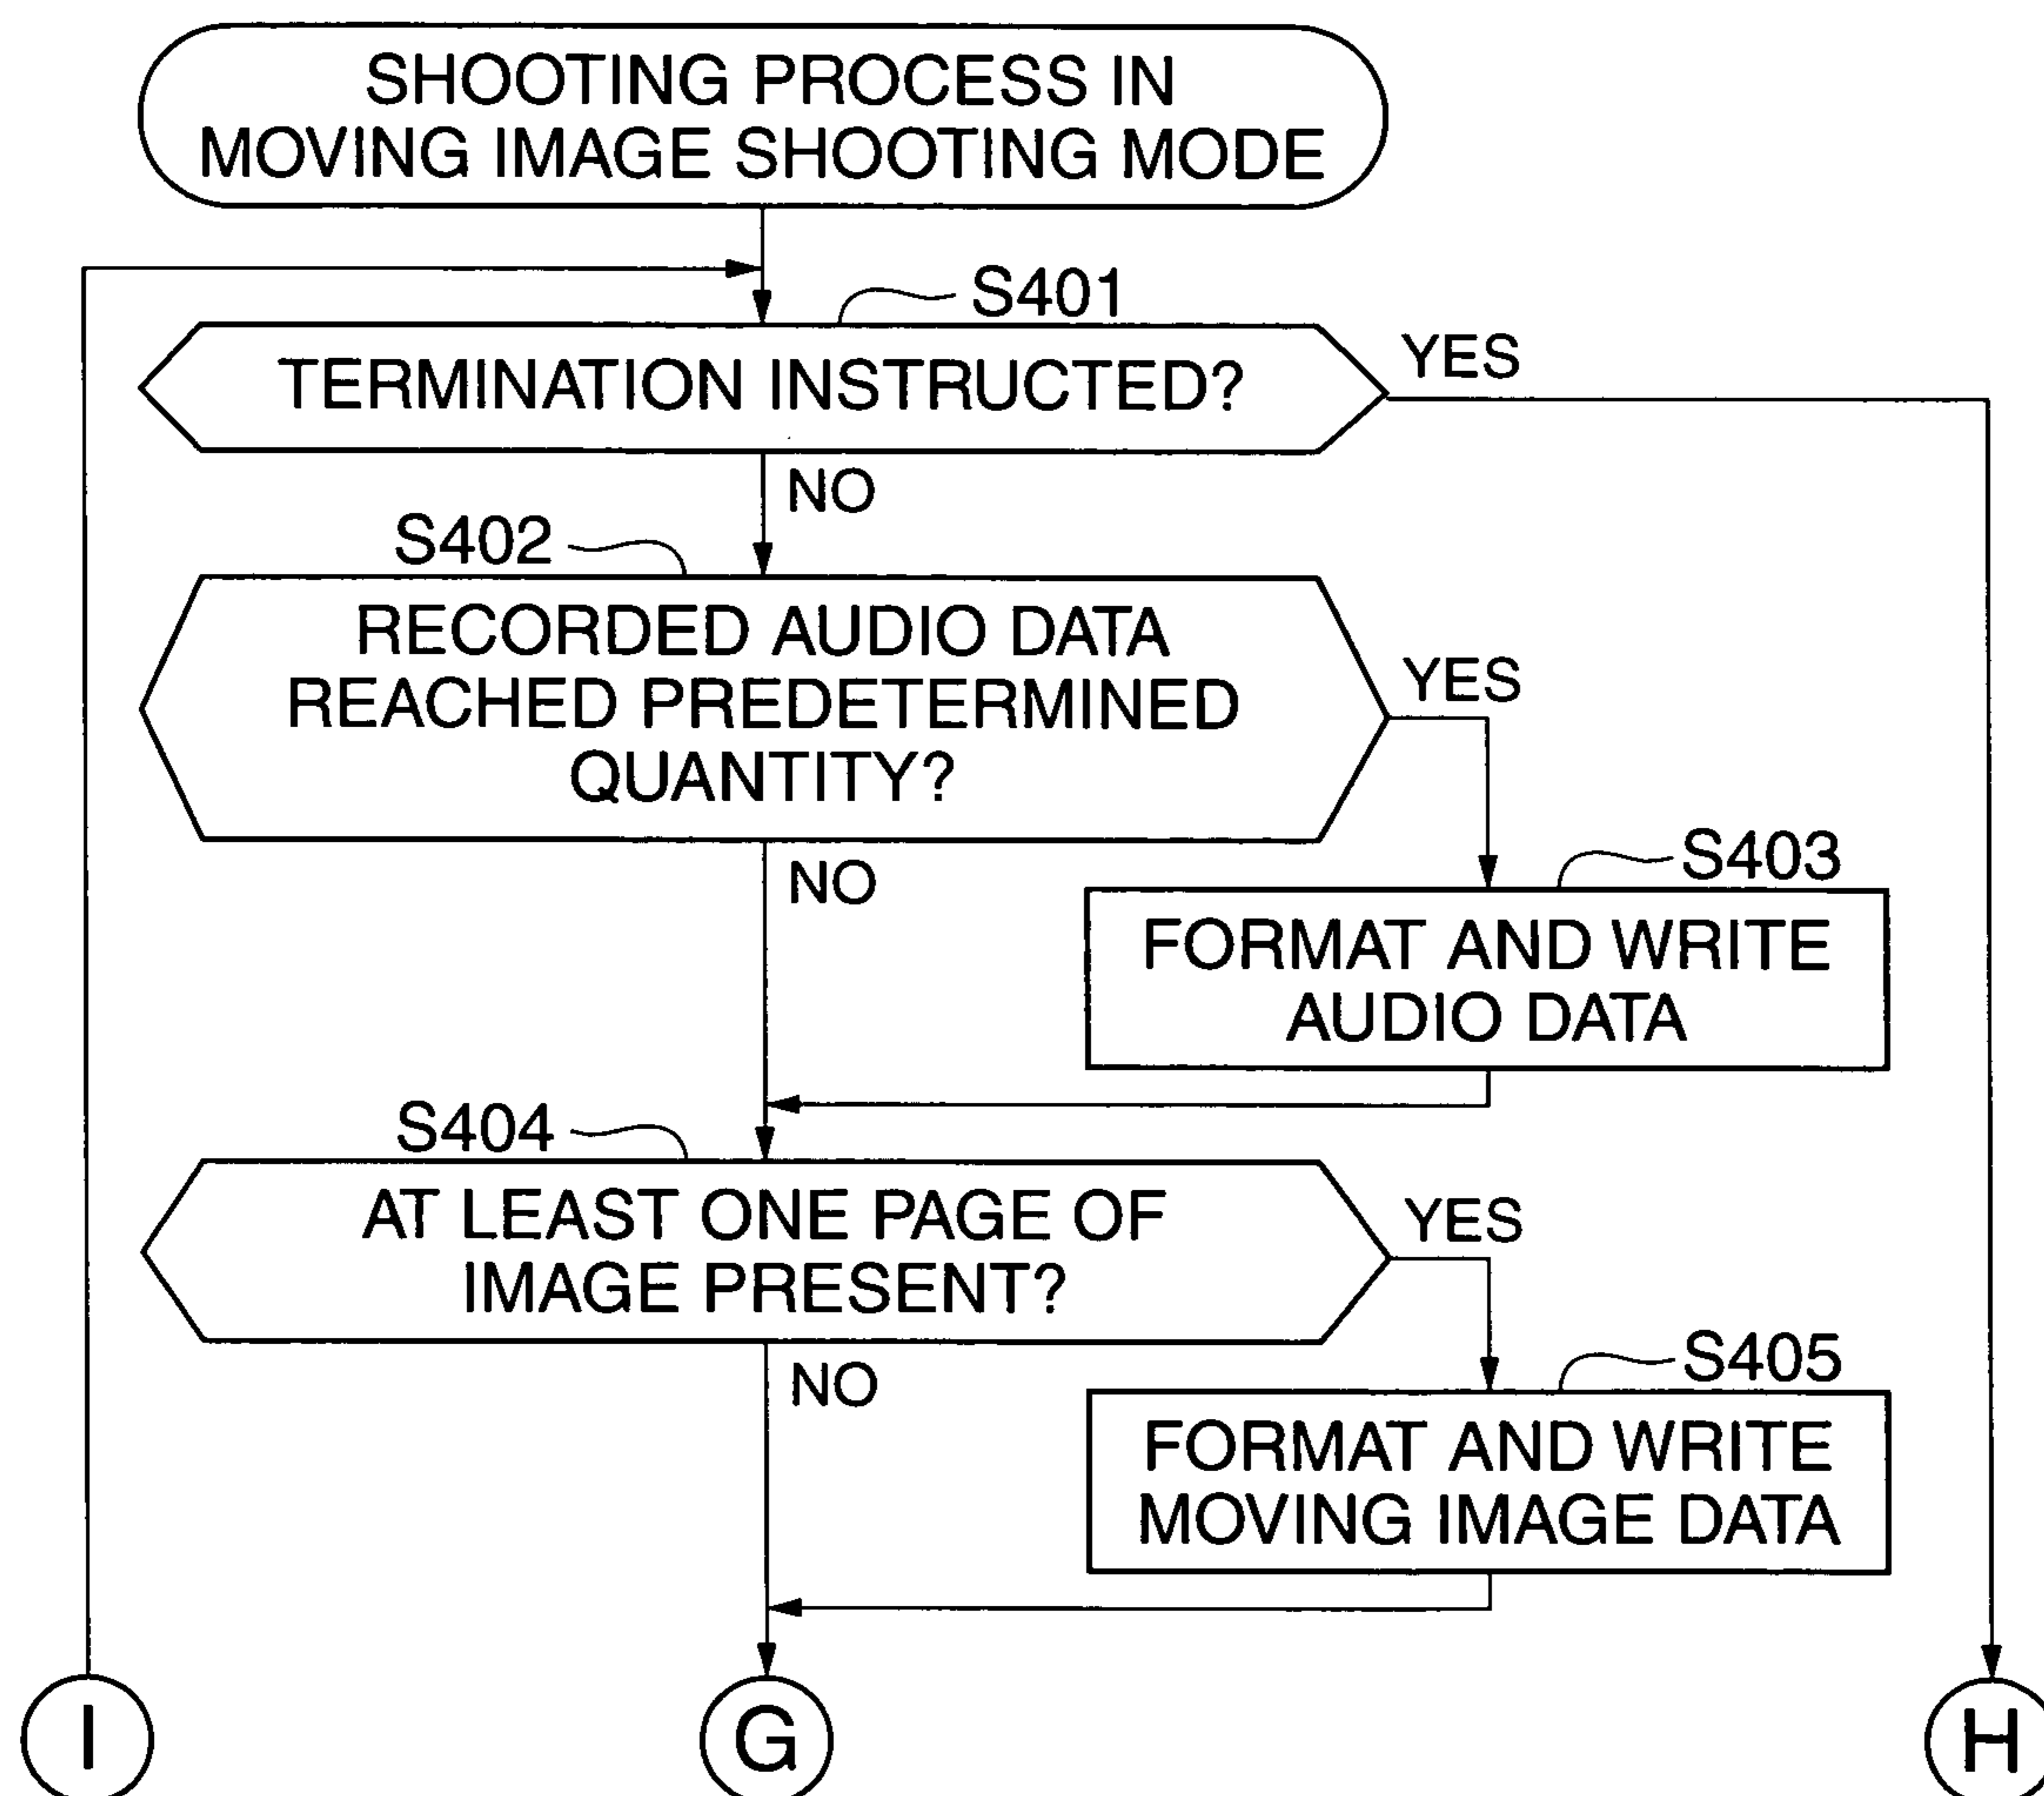 SHOOTING PROCESS IN
MOVING IMAGE SHOOTING MODE
S401
TERMINATION INSTRUCTED?
YES
NO
S402
RECORDED AUDIO DATA
REACHED PREDETERMINED
QUANTITY?
YES
NO
S403
FORMAT AND WRITE
AUDIO DATA
S404
AT LEAST ONE PAGE OF
IMAGE PRESENT?
YES
NO
S405
FORMAT AND WRITE
MOVING IMAGE DATA
I
G
H